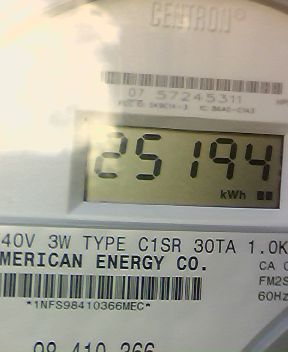 CENTRON®
07 57245311
25194
kWh
40V 3W TYPE C1SR 30TA 1.0K
MERICAN ENERGY CO.
CA
FM2S
60Hz
*1NFS98410366MEC*
98 410 366